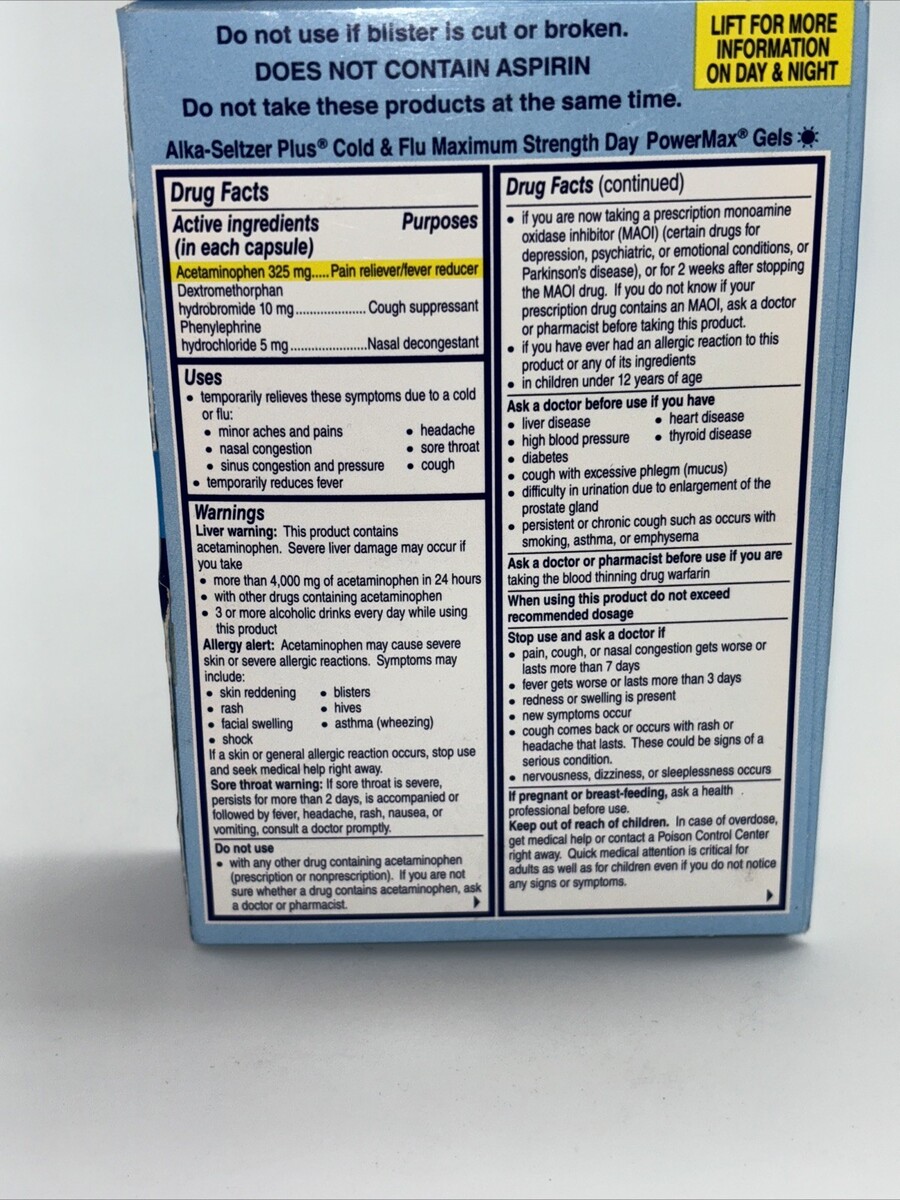 Do not use if blister is cut or broken.
DOES NOT CONTAIN ASPIRIN
Do not take these products at the same time.
LIFT FOR MORE
INFORMATION
ON DAY & NIGHT
Alka-Seltzer Plus® Cold & Flu Maximum Strength Day PowerMax® Gels
Drug Facts
Active ingredients Purposes
(in each capsule)
Acetaminophen 325 mg..... Pain reliever/fever reducer
Dextromethorphan
hydrobromide 10 mg.................... Cough suppressant
Phenylephrine
hydrochloride 5 mg......................Nasal decongestant
Uses
• temporarily relieves these symptoms due to a cold
or flu:
• minor aches and pains • headache
• nasal congestion • sore throat
• sinus congestion and pressure • cough
• temporarily reduces fever
Warnings
Liver warning: This product contains
acetaminophen. Severe liver damage may occur if
you take
• more than 4,000 mg of acetaminophen in 24 hours
• with other drugs containing acetaminophen
• 3 or more alcoholic drinks every day while using
this product
Allergy alert: Acetaminophen may cause severe
skin or severe allergic reactions. Symptoms may
include:
• skin reddening • blisters
• rash • hives
• facial swelling • asthma (wheezing)
• shock
If a skin or general allergic reaction occurs, stop use
and seek medical help right away.
Sore throat warning: If sore throat is severe,
persists for more than 2 days, is accompanied or
followed by fever, headache, rash, nausea, or
vomiting, consult a doctor promptly.
Do not use
• with any other drug containing acetaminophen
(prescription or nonprescription). If you are not
sure whether a drug contains acetaminophen, ask
a doctor or pharmacist.
Drug Facts (continued)
• if you are now taking a prescription monoamine
oxidase inhibitor (MAOI) (certain drugs for
depression, psychiatric, or emotional conditions, or
Parkinson's disease), or for 2 weeks after stopping
the MAOI drug. If you do not know if your
prescription drug contains an MAOI, ask a doctor
or pharmacist before taking this product.
• if you have ever had an allergic reaction to this
product or any of its ingredients
• in children under 12 years of age
Ask a doctor before use if you have
• liver disease • heart disease
• high blood pressure • thyroid disease
• diabetes
• cough with excessive phlegm (mucus)
• difficulty in urination due to enlargement of the
prostate gland
• persistent or chronic cough such as occurs with
smoking, asthma, or emphysema
Ask a doctor or pharmacist before use if you are
taking the blood thinning drug warfarin
When using this product do not exceed
recommended dosage
Stop use and ask a doctor if
• pain, cough, or nasal congestion gets worse or
lasts more than 7 days
• fever gets worse or lasts more than 3 days
• redness or swelling is present
• new symptoms occur
• cough comes back or occurs with rash or
headache that lasts. These could be signs of a
serious condition.
• nervousness, dizziness, or sleeplessness occurs
If pregnant or breast-feeding, ask a health
professional before use.
Keep out of reach of children. In case of overdose,
get medical help or contact a Poison Control Center
right away. Quick medical attention is critical for
adults as well as for children even if you do not notice
any signs or symptoms.